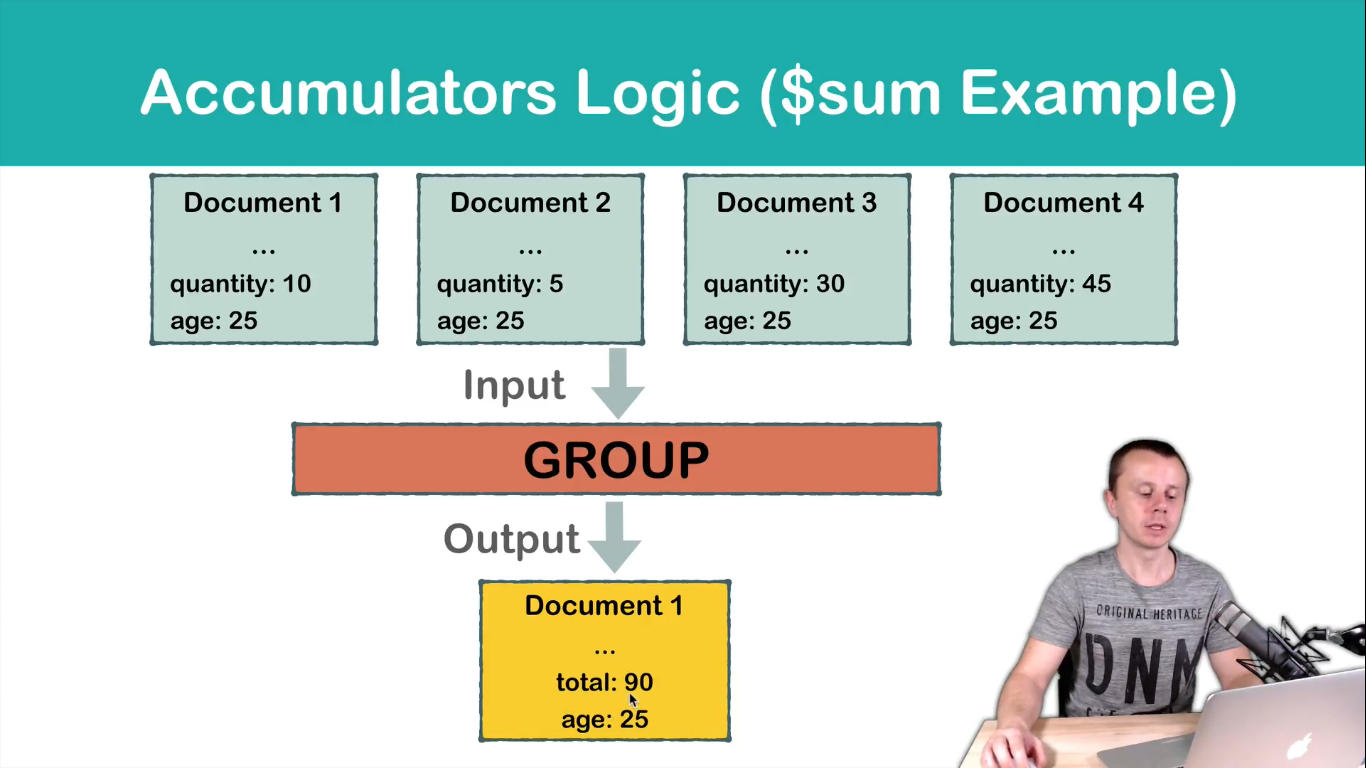 Accumulators Logic ($sum Example)
Document 1
...
quantity: 10
age: 25
Document 2
...
quantity: 5
age: 25
Document 3
...
quantity: 30
age: 25
Document 4
...
quantity: 45
age: 25
Input
GROUP
Output
Document 1
...
total: 90
age: 25
ORIGINAL HERITAGE
DNM